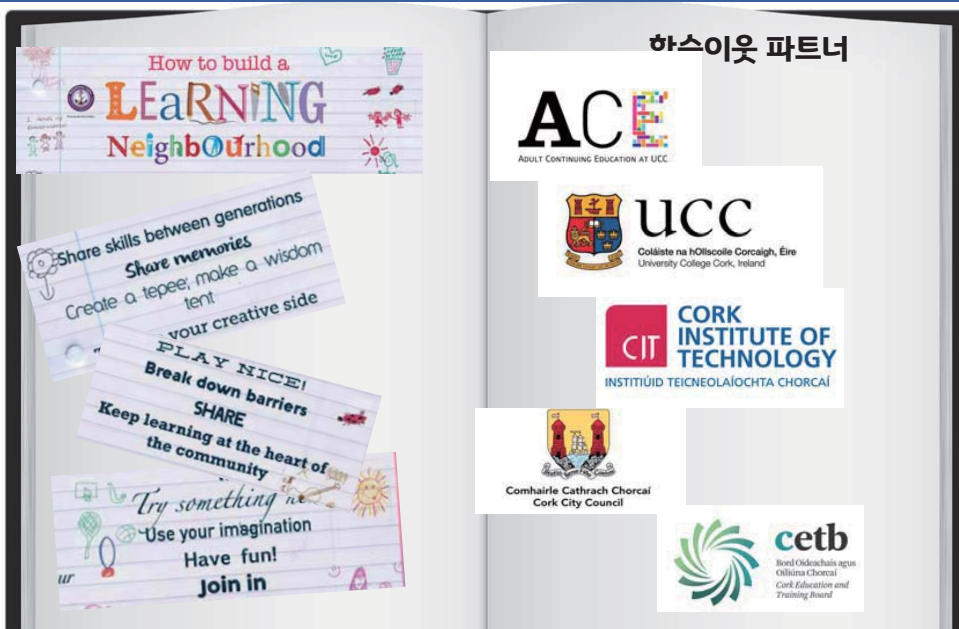 How to build a
LEaRNiNG
NeighbOurhood
Share skills between generations
Share memories
Create a tepee; make a wisdom
tent
your creative side
PLAY NICE!
Break down barriers
SHARE
Keep learning at the heart of
the community
Try something
Use your imagination
Have fun!
Join in
학습이웃 파트너
ACE
ADULT CONTINUING EDUCATION AT UCC
UCC
Coláiste na hOllscoile Corcaigh, Éire
University College Cork, Ireland
CIT
CORK
INSTITUTE OF
TECHNOLOGY
INSTITIÚID TEICNEOLAÍOCHTA CHORCAÍ
Comhairle Cathrach Chorcaí
Cork City Council
cetb
Bord Oideachais agus
Oiliúna Chorcaí
Cork Education and
Training Board